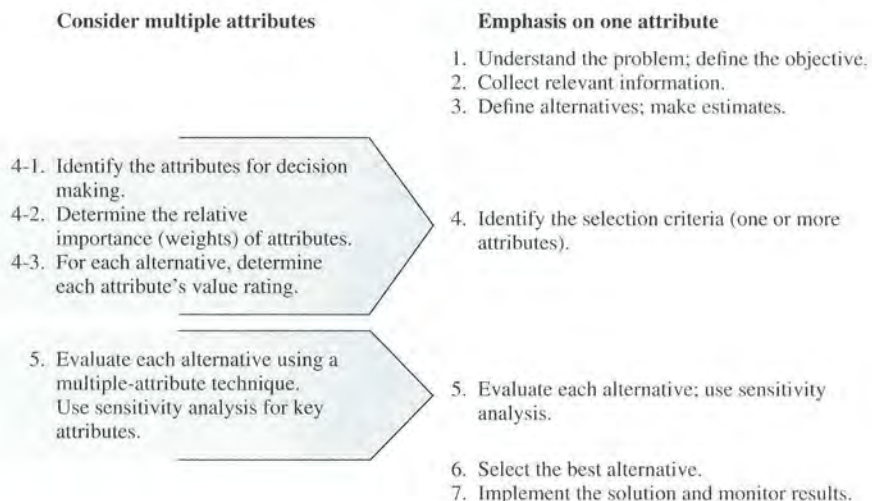 Consider multiple attributes
Emphasis on one attribute
1. Understand the problem; define the objective.
2. Collect relevant information.
3. Define alternatives; make estimates.
4-1. Identify the attributes for decision
making.
4-2. Determine the relative
importance (weights) of attributes.
4-3. For each alternative, determine
each attribute's value rating.
4. Identify the selection criteria (one or more
attributes).
5. Evaluate each alternative using a
multiple-attribute technique.
Use sensitivity analysis for key
attributes.
5. Evaluate each alternative; use sensitivity
analysis.
6. Select the best alternative.
7. Implement the solution and monitor results.